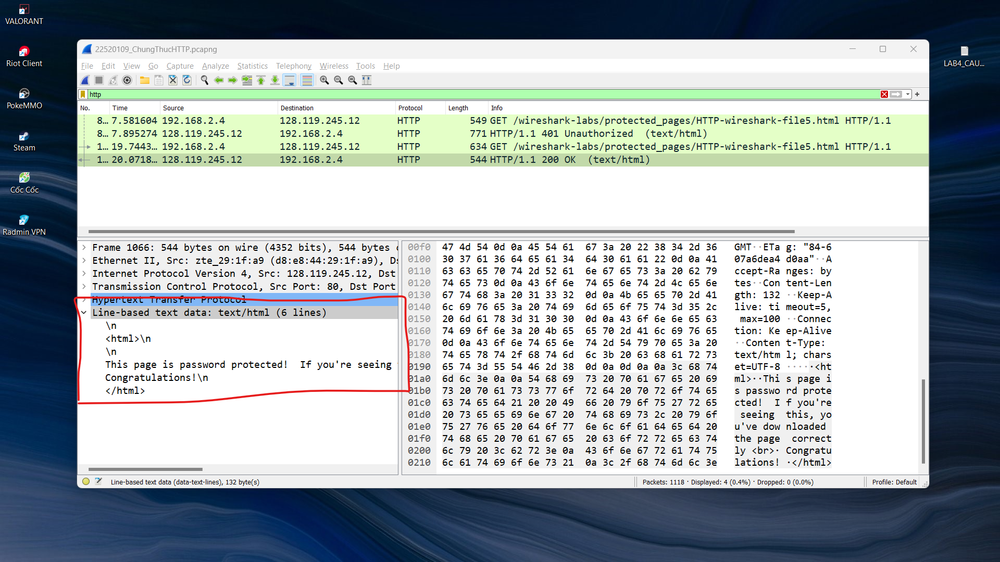 VALORANT
Riot Client
PokeMMO
Steam
Cốc Cốc
Radmin VPN
LAB4_CAU...
22520109_ChungThucHTTP.pcapng
File Edit View Go Capture Analyze Statistics Telephony Wireless Tools Help
http
No. Time Source Destination Protocol Length Info
8... 7.581604 192.168.2.4 128.119.245.12 HTTP 549 GET /wireshark-labs/protected_pages/HTTP-wireshark-file5.html HTTP/1.1
8... 7.895274 128.119.245.12 192.168.2.4 HTTP 771 HTTP/1.1 401 Unauthorized (text/html)
1... 19.7443... 192.168.2.4 128.119.245.12 HTTP 634 GET /wireshark-labs/protected_pages/HTTP-wireshark-file5.html HTTP/1.1
1... 20.0718... 128.119.245.12 192.168.2.4 HTTP 544 HTTP/1.1 200 OK (text/html)
Frame 1066: 544 bytes on wire (4352 bits), 544 bytes
Ethernet II, Src: zte_29:1f:a9 (d8:e8:44:29:1f:a9), Ds
Internet Protocol Version 4, Src: 128.119.245.12, Dst
Transmission Control Protocol, Src Port: 80, Dst Port
Hypertext Transfer Protocol
Line-based text data: text/html (6 lines)
\n
<html>\n
\n
This page is password protected!  If you're seeing
Congratulations!\n
</html>
00f0 47 4d 54 0d 0a 45 54 61 67 3a 20 22 38 34 2d 36 GMT··ETa g: "84-6
0100 30 37 61 36 64 65 61 34 64 30 61 61 22 0d 0a 41 07a6dea4 d0aa"··A
0110 63 63 65 70 74 2d 52 61 6e 67 65 73 3a 20 62 79 ccept-Ra nges: by
0120 74 65 73 0d 0a 43 6f 6e 74 65 6e 74 2d 4c 65 6e tes··Con tent-Len
0130 67 74 68 3a 20 31 33 32 0d 0a 4b 65 65 70 2d 41 gth: 132 ··Keep-A
0140 6c 69 76 65 3a 20 74 69 6d 65 6f 75 74 3d 35 2c live: ti meout=5,
0150 20 6d 61 78 3d 31 30 30 0d 0a 43 6f 6e 6e 65 63 max=100 ··Connec
0160 74 69 6f 6e 3a 20 4b 65 65 70 2d 41 6c 69 76 65 tion: Ke ep-Alive
0170 0d 0a 43 6f 6e 74 65 6e 74 2d 54 79 70 65 3a 20 ··Conten t-Type:
0180 74 65 78 74 2f 68 74 6d 6c 3b 20 63 68 61 72 73 text/htm l; chars
0190 65 74 3d 55 54 46 2d 38 0d 0a 0d 0a 0a 3c 68 74 et=UTF-8 ·····<ht
01a0 6d 6c 3e 0a 0a 54 68 69 73 20 70 61 67 65 20 69 ml>··Thi s page i
01b0 73 20 70 61 73 73 77 6f 72 64 20 70 72 6f 74 65 s passwo rd prote
01c0 63 74 65 64 21 20 20 49 66 20 79 6f 75 27 72 65 cted!  I f you're
01d0 20 73 65 65 69 6e 67 20 74 68 69 73 2c 20 79 6f seeing this, yo
01e0 75 27 76 65 20 64 6f 77 6e 6c 6f 61 64 65 64 20 u've dow nloaded
01f0 74 68 65 20 70 61 67 65 20 63 6f 72 72 65 63 74 the page correct
0200 6c 79 20 3c 62 72 3e 0a 43 6f 6e 67 72 61 74 75 ly <br>· Congratu
0210 6c 61 74 69 6f 6e 73 21 0a 3c 2f 68 74 6d 6c 3e lations! ·</html>
Line-based text data (data-text-lines), 132 byte(s)
Packets: 1118 · Displayed: 4 (0.4%) · Dropped: 0 (0.0%)
Profile: Default